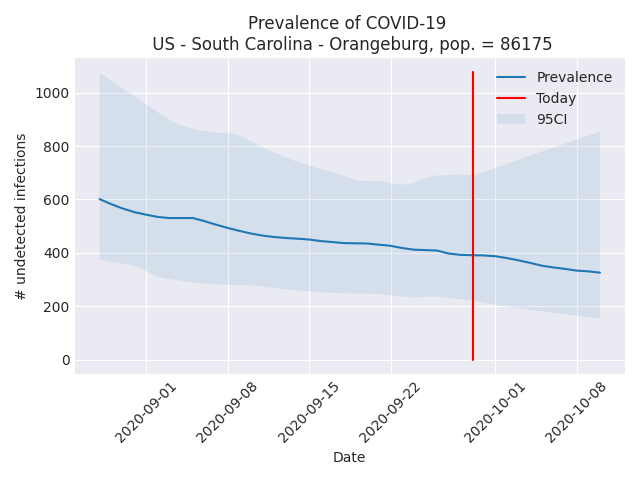 Prevalence of COVID-19
US - South Carolina - Orangeburg, pop. = 86175
Prevalence
Today
95CI
1000
800
600
400
200
0
# undetected infections
2020-09-01
2020-09-08
2020-09-15
2020-09-22
2020-10-01
2020-10-08
Date